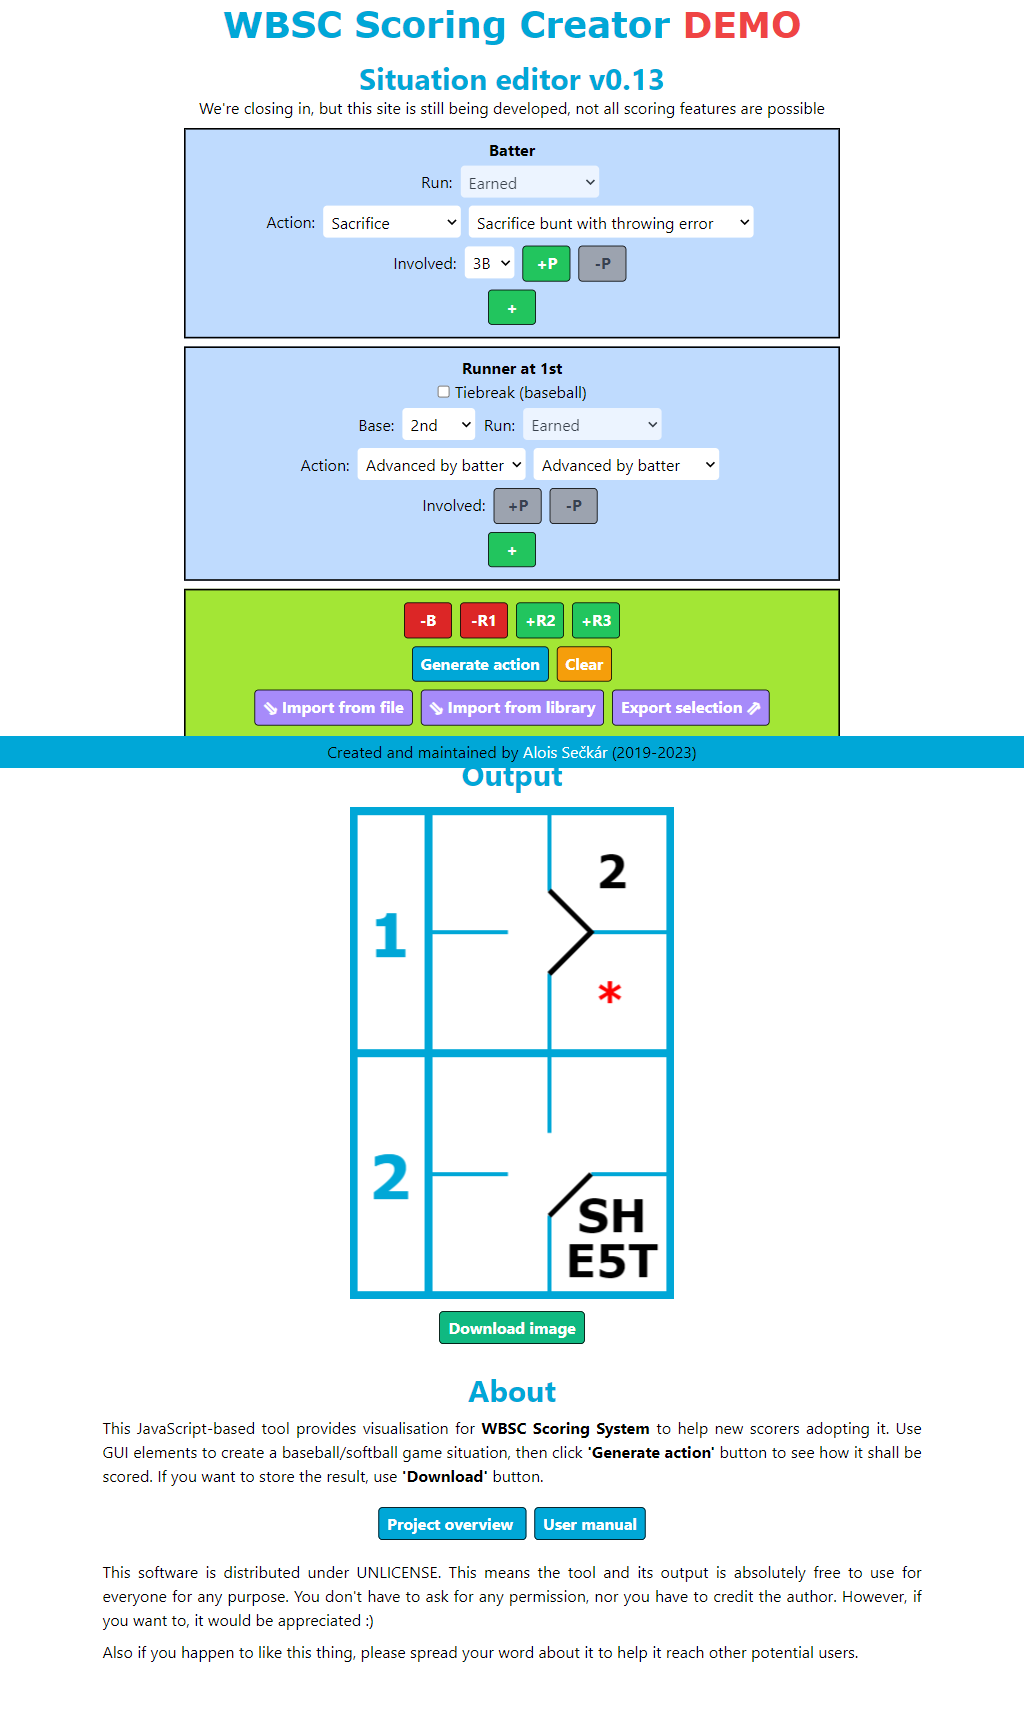 WBSC Scoring Creator DEMO
Situation editor v0.13
We're closing in, but this site is still being developed, not all scoring features are possible
Batter
Run: Earned
Action: Sacrifice Sacrifice bunt with throwing error
Involved: 3B +P -P
+
Runner at 1st
Tiebreak (baseball)
Base: 2nd Run: Earned
Action: Advanced by batter Advanced by batter
Involved: +P -P
+
-B -R1 +R2 +R3
Generate action Clear
⇘ Import from file ⇘ Import from library Export selection ⇗
Created and maintained by Alois Sečkár (2019-2023)
Output
2
1
*
2
SH
E5T
Download image
About
This JavaScript-based tool provides visualisation for WBSC Scoring System to help new scorers adopting it. Use
GUI elements to create a baseball/softball game situation, then click 'Generate action' button to see how it shall be
scored. If you want to store the result, use 'Download' button.
Project overview User manual
This software is distributed under UNLICENSE. This means the tool and its output is absolutely free to use for
everyone for any purpose. You don't have to ask for any permission, nor you have to credit the author. However, if
you want to, it would be appreciated :)
Also if you happen to like this thing, please spread your word about it to help it reach other potential users.